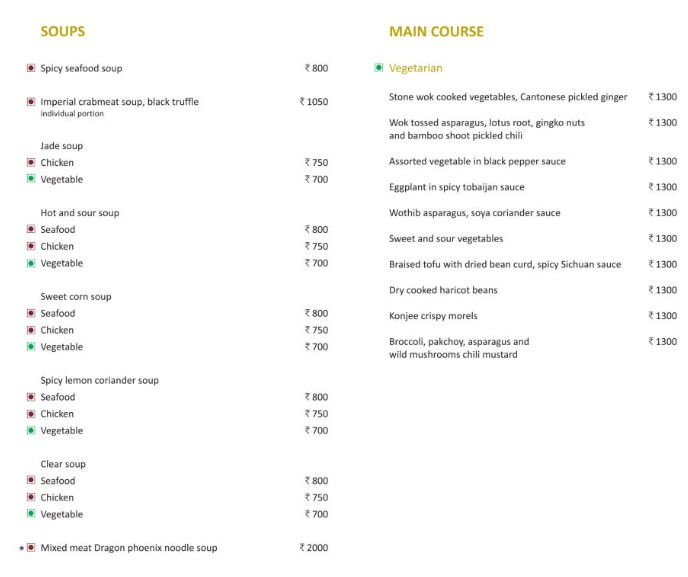 SOUPS
Spicy seafood soup ₹ 800
Imperial crabmeat soup, black truffle ₹ 1050
individual portion
Jade soup
Chicken ₹ 750
Vegetable ₹ 700
Hot and sour soup
Seafood ₹ 800
Chicken ₹ 750
Vegetable ₹ 700
Sweet corn soup
Seafood ₹ 800
Chicken ₹ 750
Vegetable ₹ 700
Spicy lemon coriander soup
Seafood ₹ 800
Chicken ₹ 750
Vegetable ₹ 700
Clear soup
Seafood ₹ 800
Chicken ₹ 750
Vegetable ₹ 700
* Mixed meat Dragon phoenix noodle soup ₹ 2000
MAIN COURSE
Vegetarian
Stone wok cooked vegetables, Cantonese pickled ginger ₹ 1300
Wok tossed asparagus, lotus root, gingko nuts ₹ 1300
and bamboo shoot pickled chili
Assorted vegetable in black pepper sauce ₹ 1300
Eggplant in spicy tobaijan sauce ₹ 1300
Wothib asparagus, soya coriander sauce ₹ 1300
Sweet and sour vegetables ₹ 1300
Braised tofu with dried bean curd, spicy Sichuan sauce ₹ 1300
Dry cooked haricot beans ₹ 1300
Konjee crispy morels ₹ 1300
Broccoli, pakchoy, asparagus and ₹ 1300
wild mushrooms chili mustard